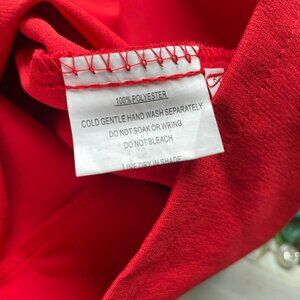 100% POLYESTER
COLD GENTLE HAND WASH SEPARATELY
DO NOT SOAK OR WRING
DO NOT BLEACH
LINE DRY IN SHADE